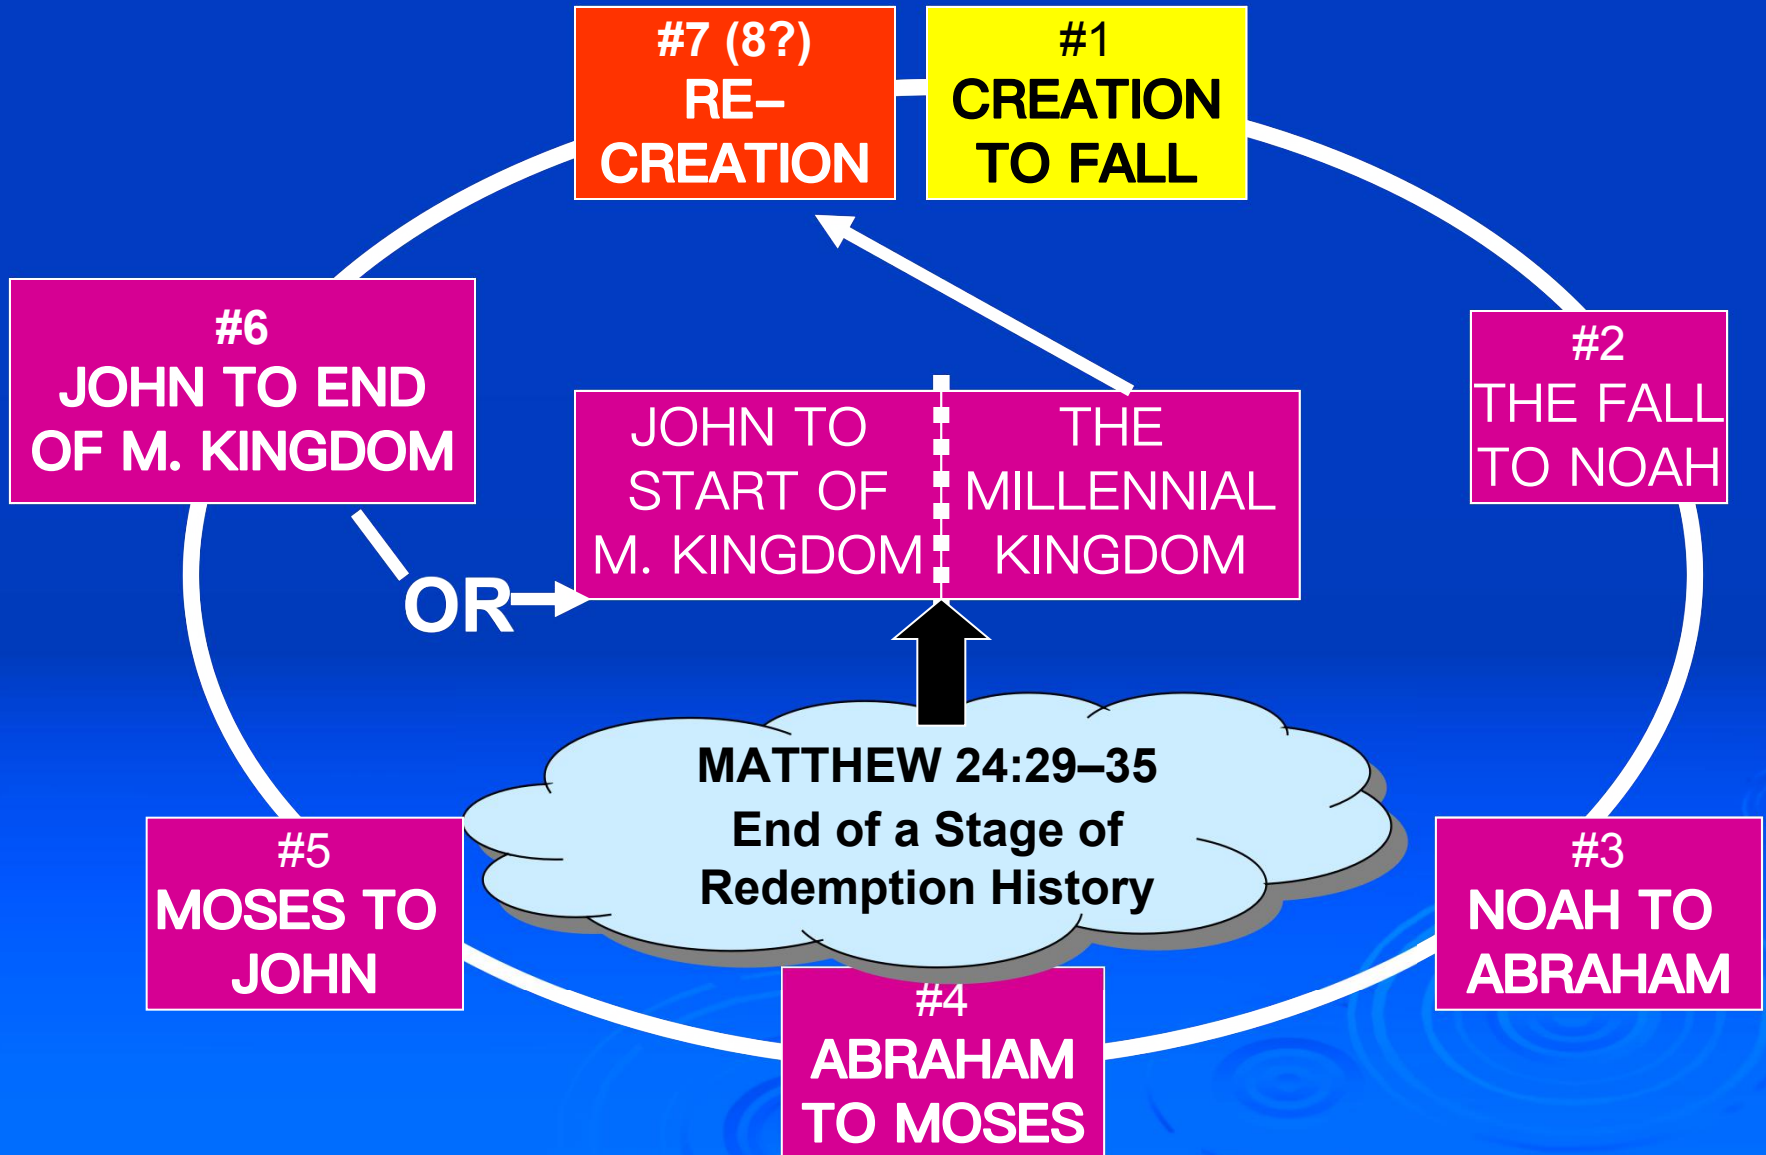 #7 (8?)
RE–
CREATION
#1
CREATION
TO FALL
#2
THE FALL
TO NOAH
#3
NOAH TO
ABRAHAM
#4
ABRAHAM
TO MOSES
#5
MOSES TO
JOHN
#6
JOHN TO END
OF M. KINGDOM
OR
JOHN TO
START OF
M. KINGDOM
THE
MILLENNIAL
KINGDOM
MATTHEW 24:29–35
End of a Stage of
Redemption History